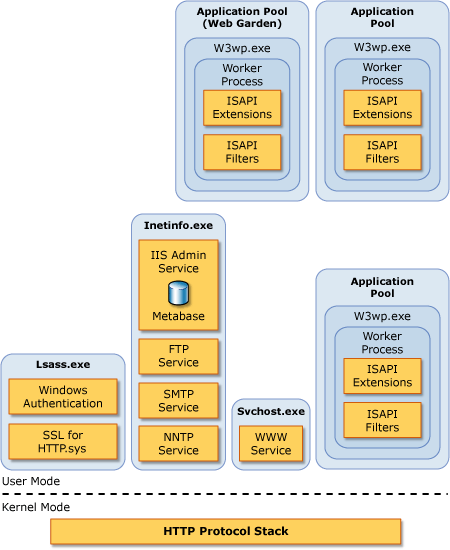 Application Pool
(Web Garden)
W3wp.exe
Worker
Process
ISAPI
Extensions
ISAPI
Filters
Application
Pool
W3wp.exe
Worker
Process
ISAPI
Extensions
ISAPI
Filters
Inetinfo.exe
IIS Admin
Service
Metabase
FTP
Service
SMTP
Service
NNTP
Service
Application
Pool
W3wp.exe
Worker
Process
ISAPI
Extensions
ISAPI
Filters
Lsass.exe
Windows
Authentication
SSL for
HTTP.sys
Svchost.exe
WWW
Service
User Mode
Kernel Mode
HTTP Protocol Stack